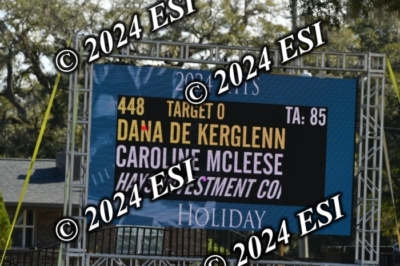 © 2024 ESI
© 2024 ESI
2024
448 TARGET O TA: 85
DANA DE KERGLENN
CAROLINE MCLEESE
© 2024 ESI
HOLIDAY
© 2024 ESI
© 2024 ESI